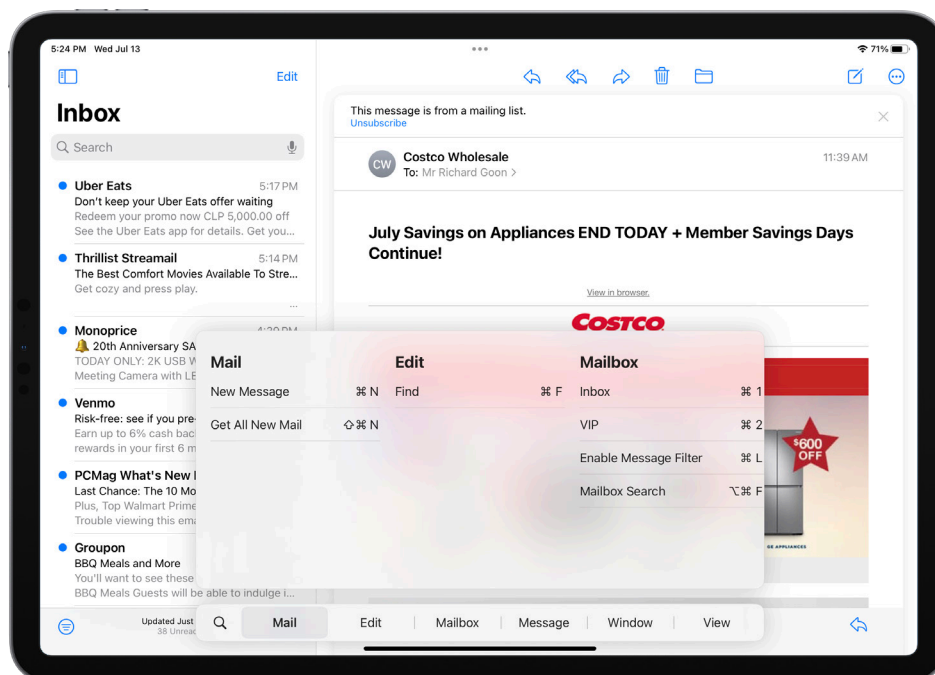 5:24 PM Wed Jul 13
71%
Edit
Inbox
Search
Uber Eats 5:17 PM
Don't keep your Uber Eats offer waiting
Redeem your promo now CLP 5,000.00 off
See the Uber Eats app for details. Get you...
Thrillist Streamail 5:14 PM
The Best Comfort Movies Available To Stre...
Get cozy and press play.
...
Monoprice 4:39 PM
🔔 20th Anniversary SA
TODAY ONLY: 2K USB W
Meeting Camera with LE
Venmo
Risk-free: see if you pre-
Earn up to 6% cash bac
rewards in your first 6 m
PCMag What's New
Last Chance: The 10 Mo
Plus, Top Walmart Prime
Trouble viewing this ema
Groupon
BBQ Meals and More
You'll want to see these
BBQ Meals Guests will be able to indulge i...
Updated Just
38 Unread
This message is from a mailing list.
Unsubscribe
CW
Costco Wholesale 11:39 AM
To: Mr Richard Goon >
July Savings on Appliances END TODAY + Member Savings Days
Continue!
View in browser.
COSTCO
$600
OFF
GE APPLIANCES
Mail
New Message ⌘ N
Get All New Mail ⇧⌘ N
Edit
Find ⌘ F
Mailbox
Inbox ⌘ 1
VIP ⌘ 2
Enable Message Filter ⌘ L
Mailbox Search ⌥⌘ F
Mail Edit Mailbox Message Window View